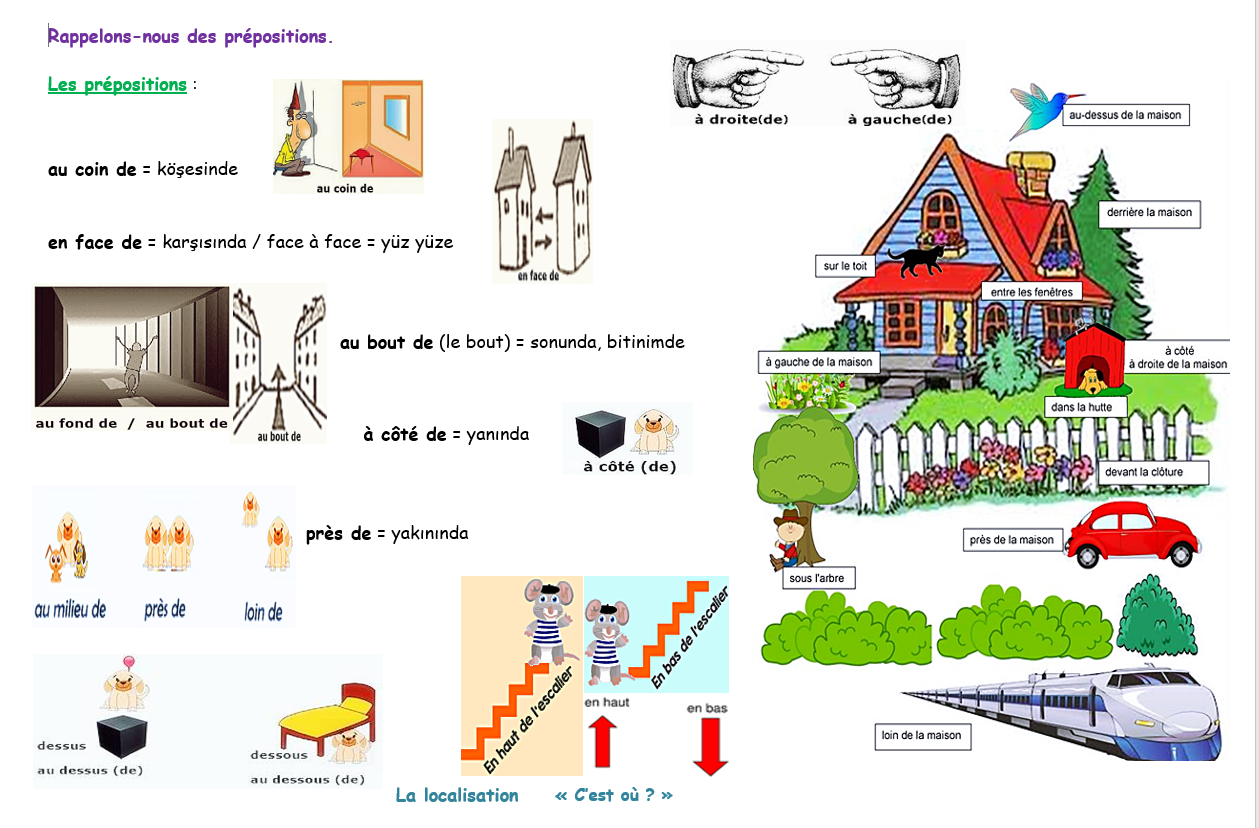 Rappelons-nous des prépositions.
Les prépositions :
au coin de
au coin de = köşesinde
en face de = karşısında / face à face = yüz yüze
en face de
au fond de / au bout de
au bout de
au bout de (le bout) = sonunda, bitinimde
à côté de = yanında
à côté (de)
au milieu de
près de
loin de
près de = yakınında
dessus
au dessus (de)
dessous
au dessous (de)
En haut de l'escalier
En bas de l'escalier
en haut
en bas
La localisation « C'est où ? »
à droite(de)
à gauche(de)
au-dessus de la maison
derrière la maison
sur le toit
entre les fenêtres
à gauche de la maison
à côté
à droite de la maison
dans la hutte
devant la clôture
près de la maison
sous l'arbre
loin de la maison